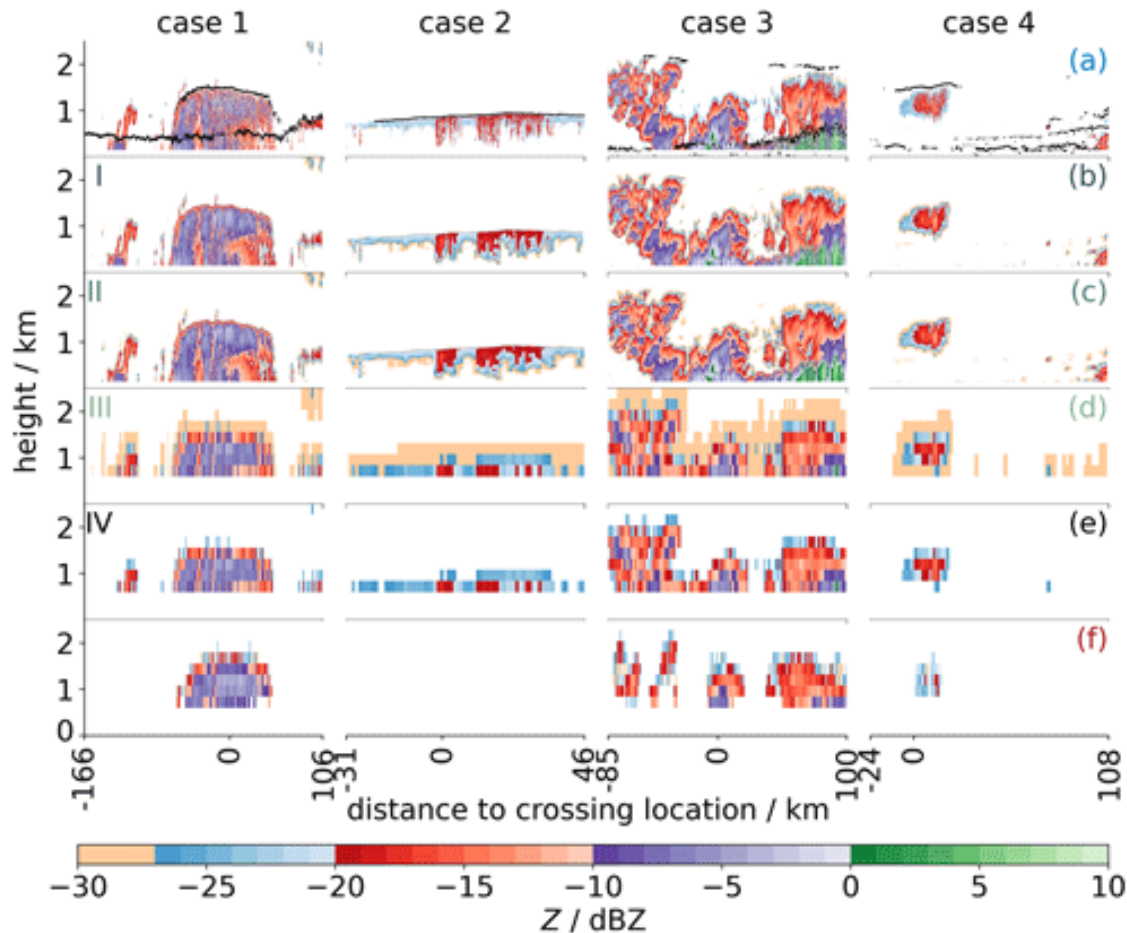 case 1 case 2 case 3 case 4
2 (a)
1
I (b)
2
1
II (c)
2
1
III (d)
2
1
IV (e)
2
1
(f)
2
1
0
height / km
-166 0 106 -31 0 46 -85 0 100 -24 0 108
distance to crossing location / km
−30 −25 −20 −15 −10 −5 0 5 10
Z / dBZ